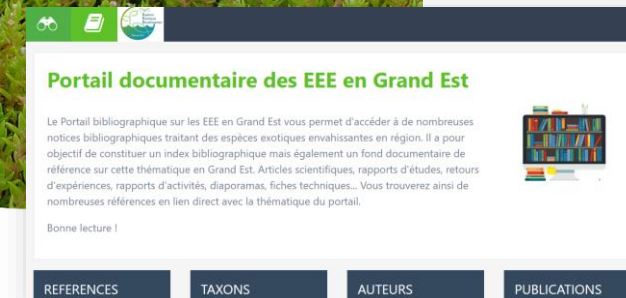 Portail documentaire des EEE en Grand Est
Le Portail bibliographique sur les EEE en Grand Est vous permet d'accéder à de nombreuses
notices bibliographiques traitant des espèces exotiques envahissantes en région. Il a pour
objectif de constituer un index bibliographique mais également un fond documentaire de
référence sur cette thématique en Grand Est. Articles scientifiques, rapports d'études, retours
d'expériences, rapports d'activités, diaporamas, fiches techniques... Vous trouverez ainsi de
nombreuses références en lien direct avec la thématique du portail.
Bonne lecture !
REFERENCES TAXONS AUTEURS PUBLICATIONS